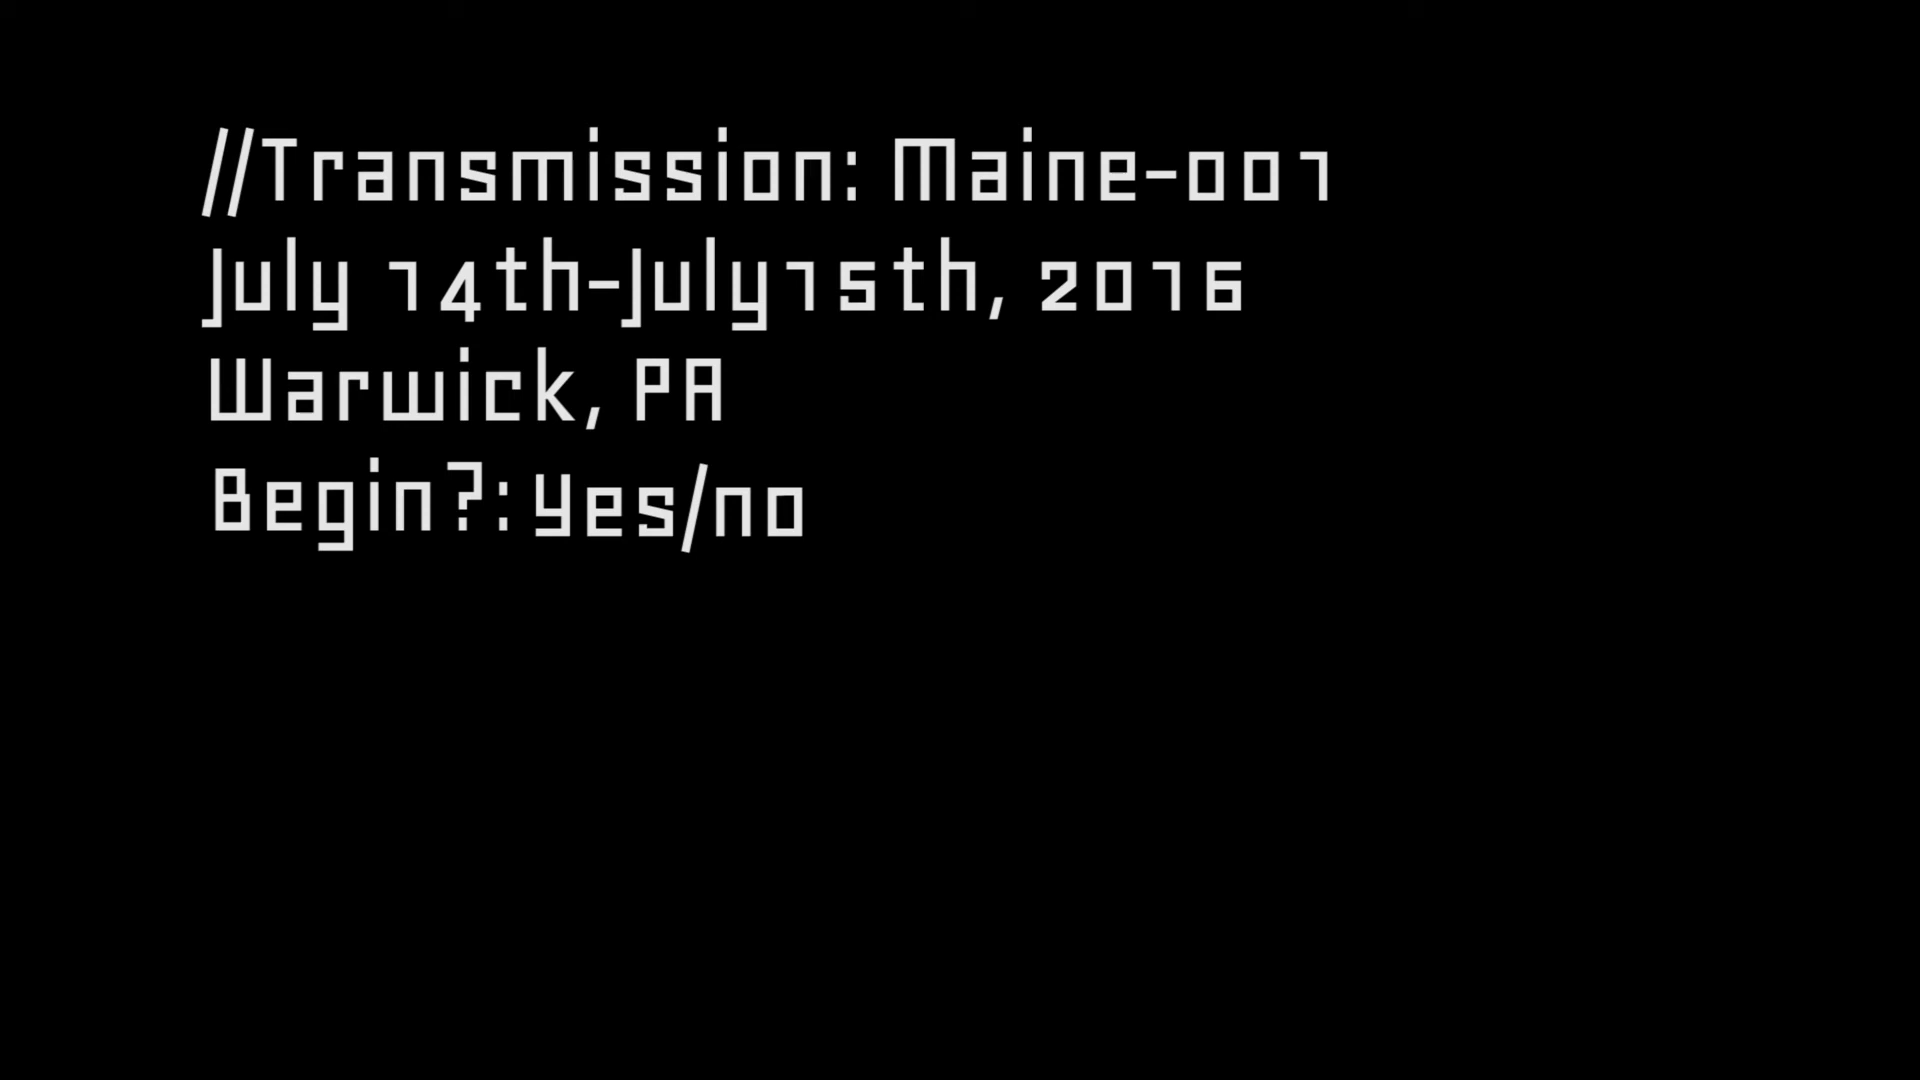 //Transmission: Maine-001
July 14th-July15th, 2016
Warwick, PA
Begin?: Yes/no